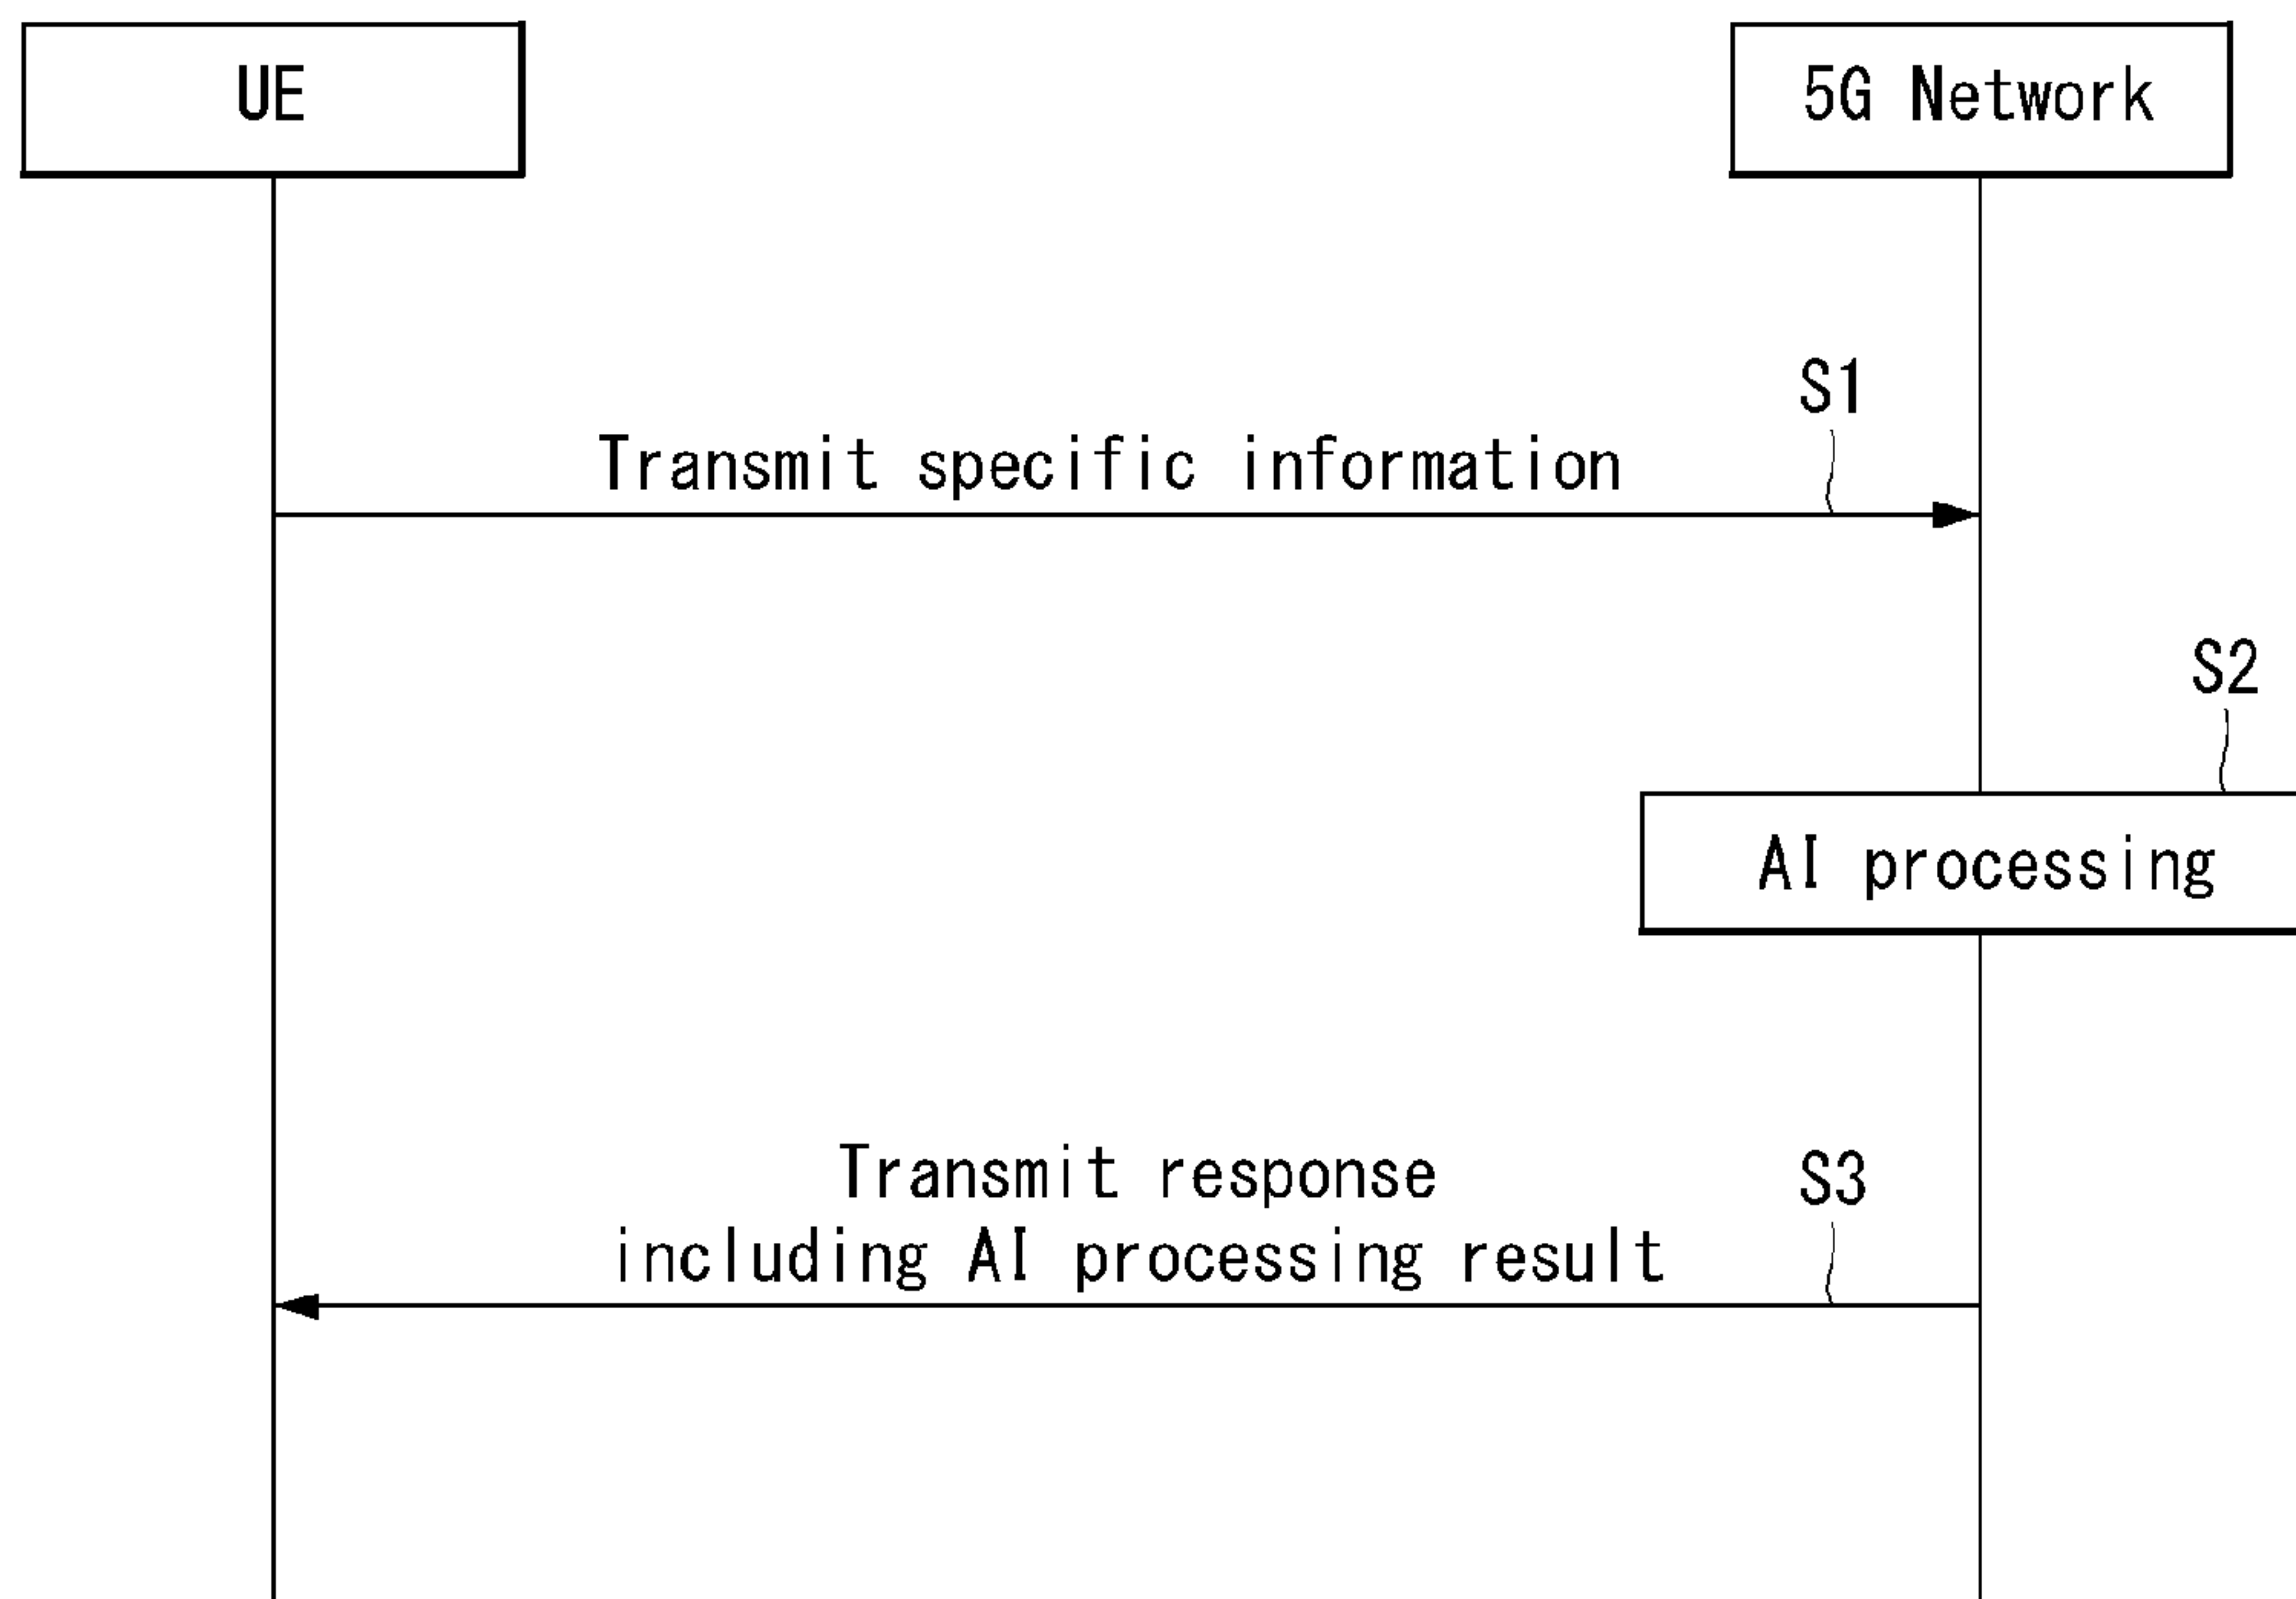 UE
5G Network
S1
Transmit specific information
S2
AI processing
Transmit response
S3
including AI processing result